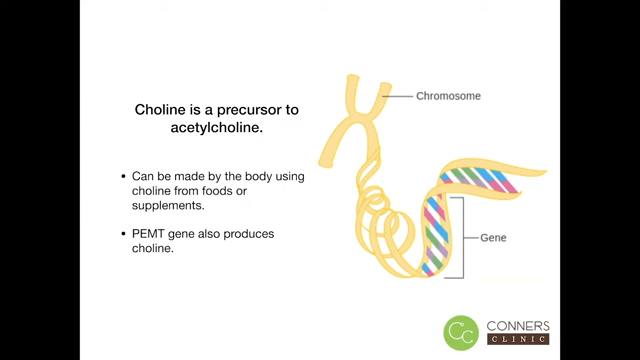 Choline is a precursor to
acetylcholine.
• Can be made by the body using
choline from foods or
supplements.
• PEMT gene also produces
choline.
Chromosome
Gene
CC
CONNERS
CLINIC